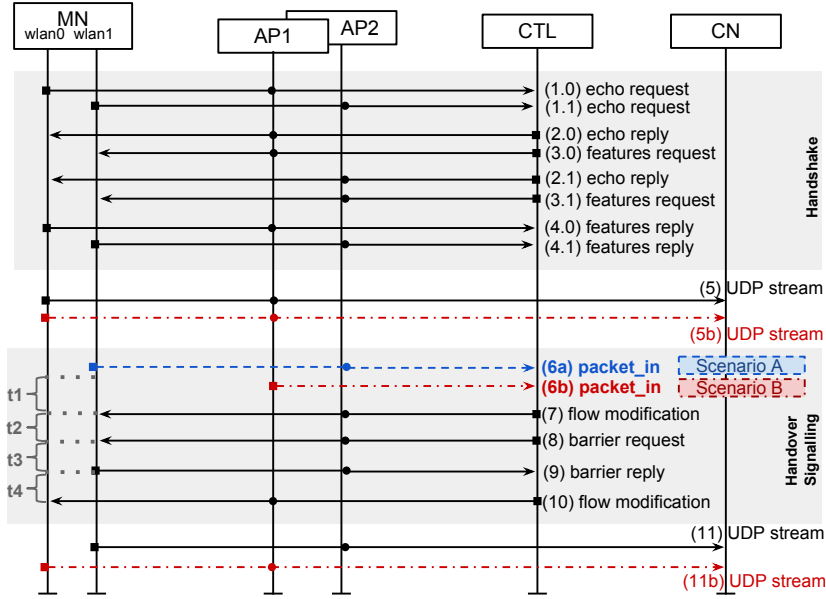 MN
wlan0 wlan1
AP1
AP2
CTL
CN
(1.0) echo request
(1.1) echo request
(2.0) echo reply
(3.0) features request
(2.1) echo reply
(3.1) features request
(4.0) features reply
(4.1) features reply
Handshake
(5) UDP stream
(5b) UDP stream
(6a) packet_in
Scenario A
(6b) packet_in
Scenario B
t1
(7) flow modification
t2
(8) barrier request
t3
(9) barrier reply
t4
(10) flow modification
Handover
Signalling
(11) UDP stream
(11b) UDP stream